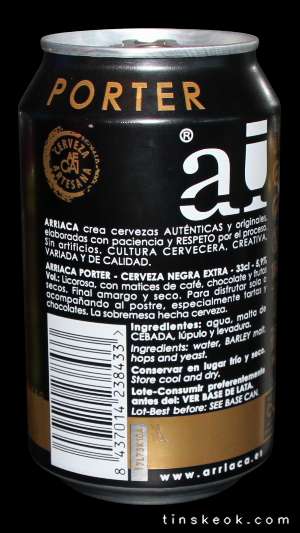 PORTER
CERVEZA
ARTESANA
®
ai
ARRIACA crea cervezas AUTÉNTICAS y originales,
elaboradas con paciencia y RESPETO por el proceso.
Sin artificios. CULTURA CERVECERA, CREATIVA,
VARIADA Y DE CALIDAD.
ARRIACA PORTER - CERVEZA NEGRA EXTRA - 33cl - 5,9%
Vol.: Licorosa, con matices de café, chocolate y frutos
secos. Final amargo y seco. Para disfrutar sola o
acompañando al postre, especialmente tartas y
chocolates. La sobremesa hecha cerveza.
Ingredientes: agua, malta de
CEBADA, lúpulo y levadura.
Ingredients: water, BARLEY malt,
hops and yeast.
Conservar en lugar frío y seco.
Store cool and dry.
Lote-Consumir preferentemente
antes del: VER BASE DE LATA.
Lot-Best before: SEE BASE CAN.
8 437014 238433
www.arriaca.es
tinskeok.com